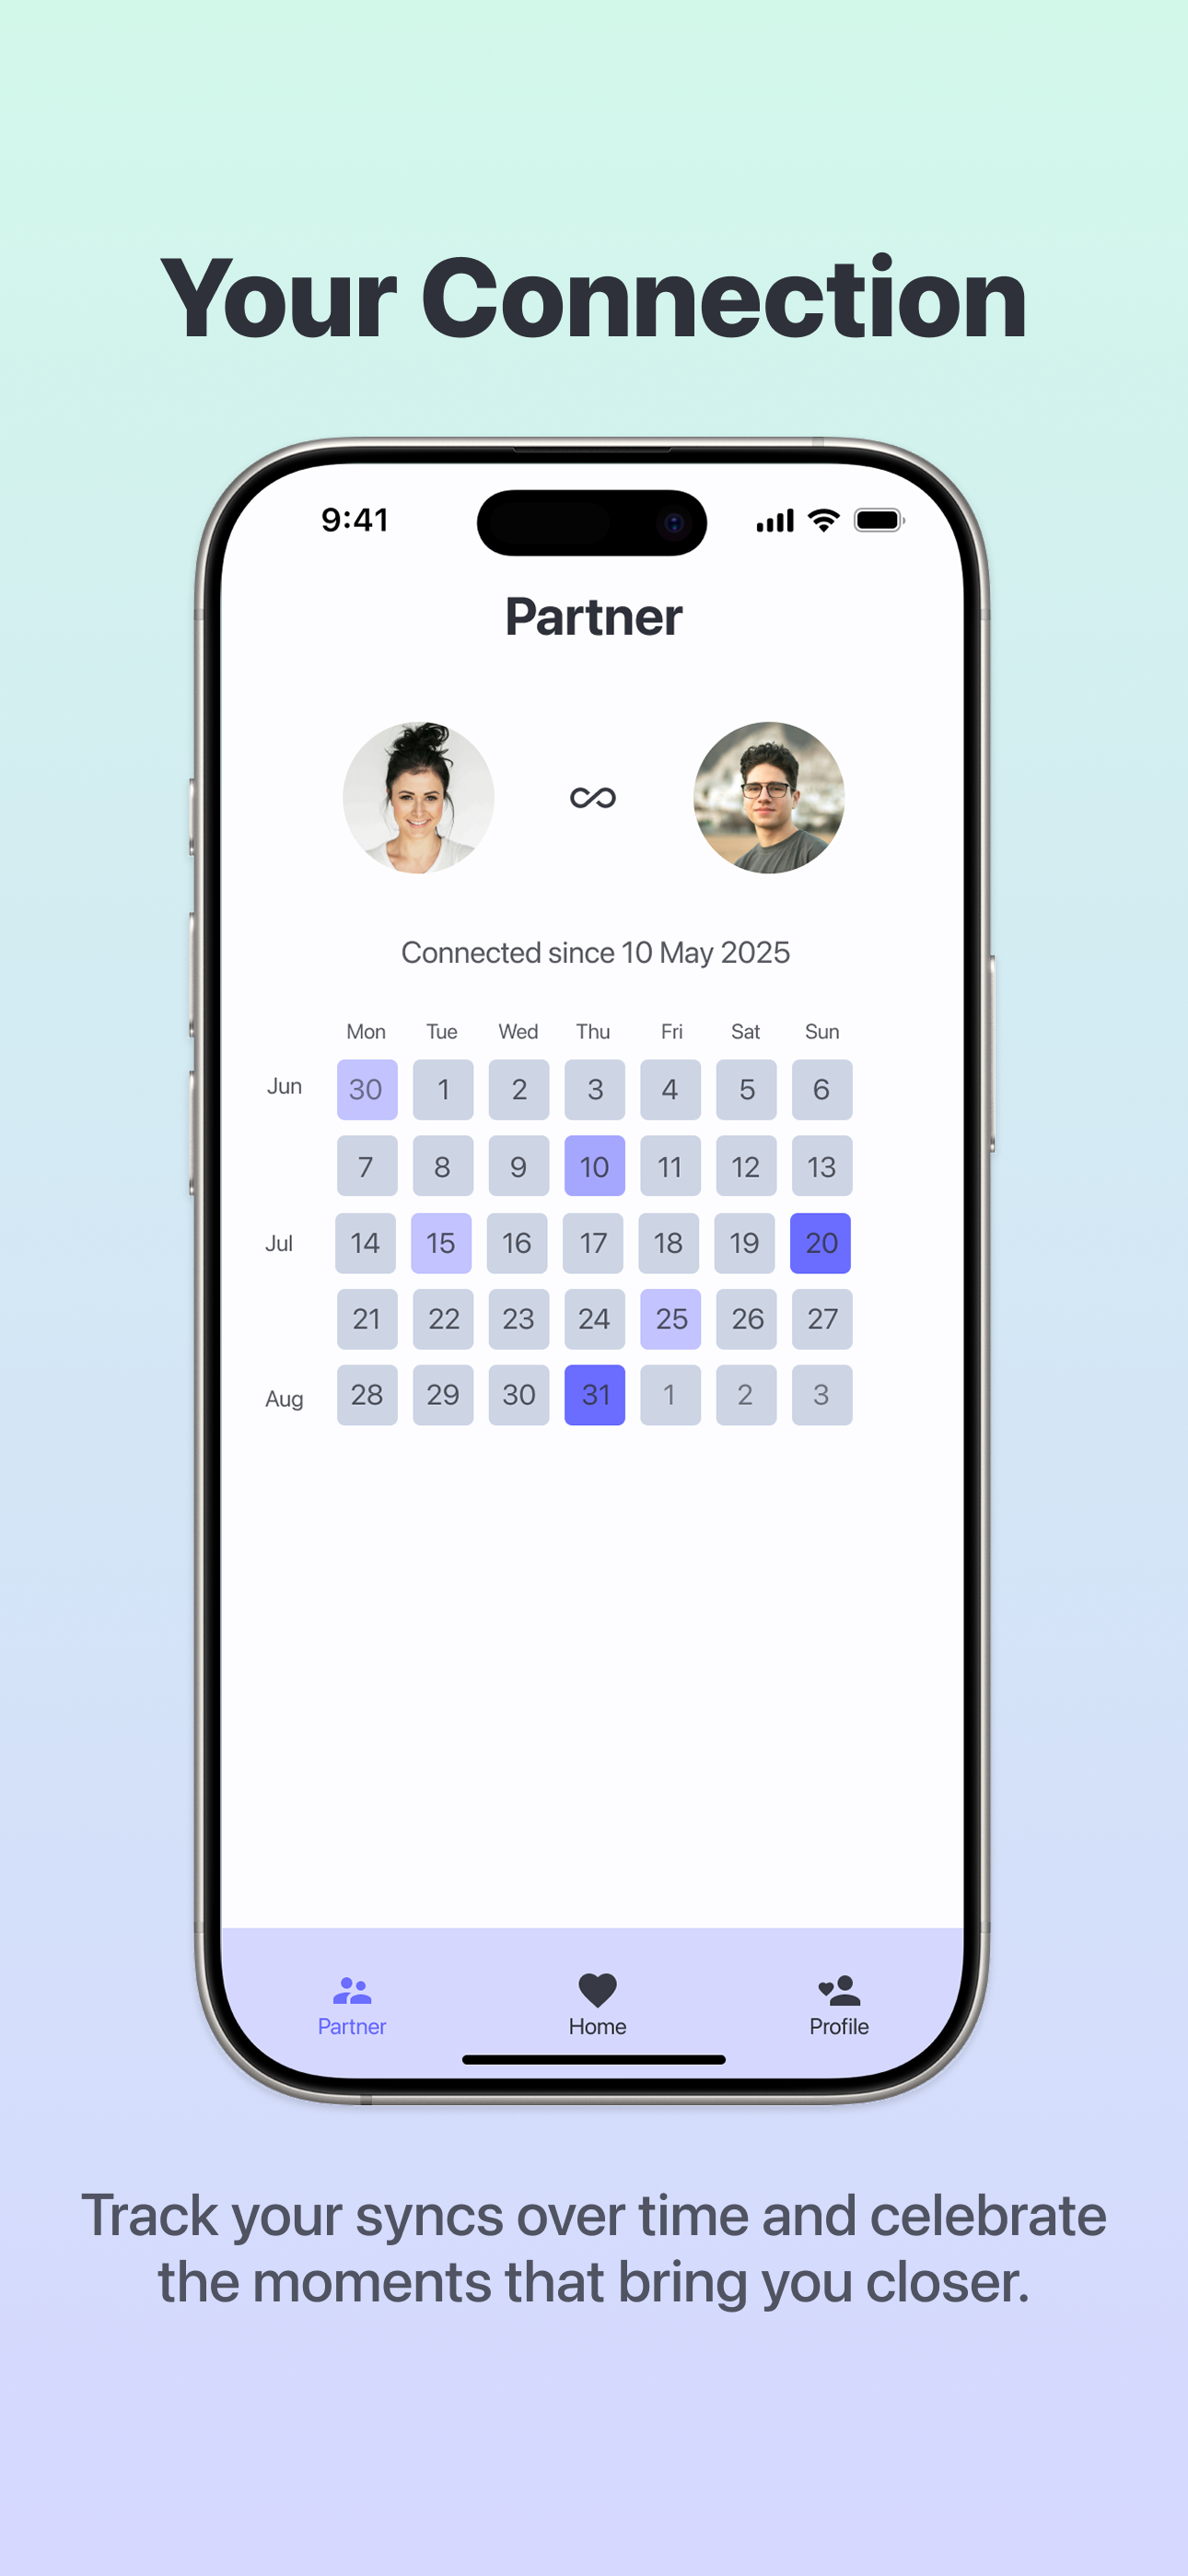 Your Connection
9:41
Partner
Connected since 10 May 2025
Mon Tue Wed Thu Fri Sat Sun
Jun 30 1 2 3 4 5 6
7 8 9 10 11 12 13
Jul 14 15 16 17 18 19 20
21 22 23 24 25 26 27
Aug 28 29 30 31 1 2 3
Partner Home Profile
Track your syncs over time and celebrate
the moments that bring you closer.